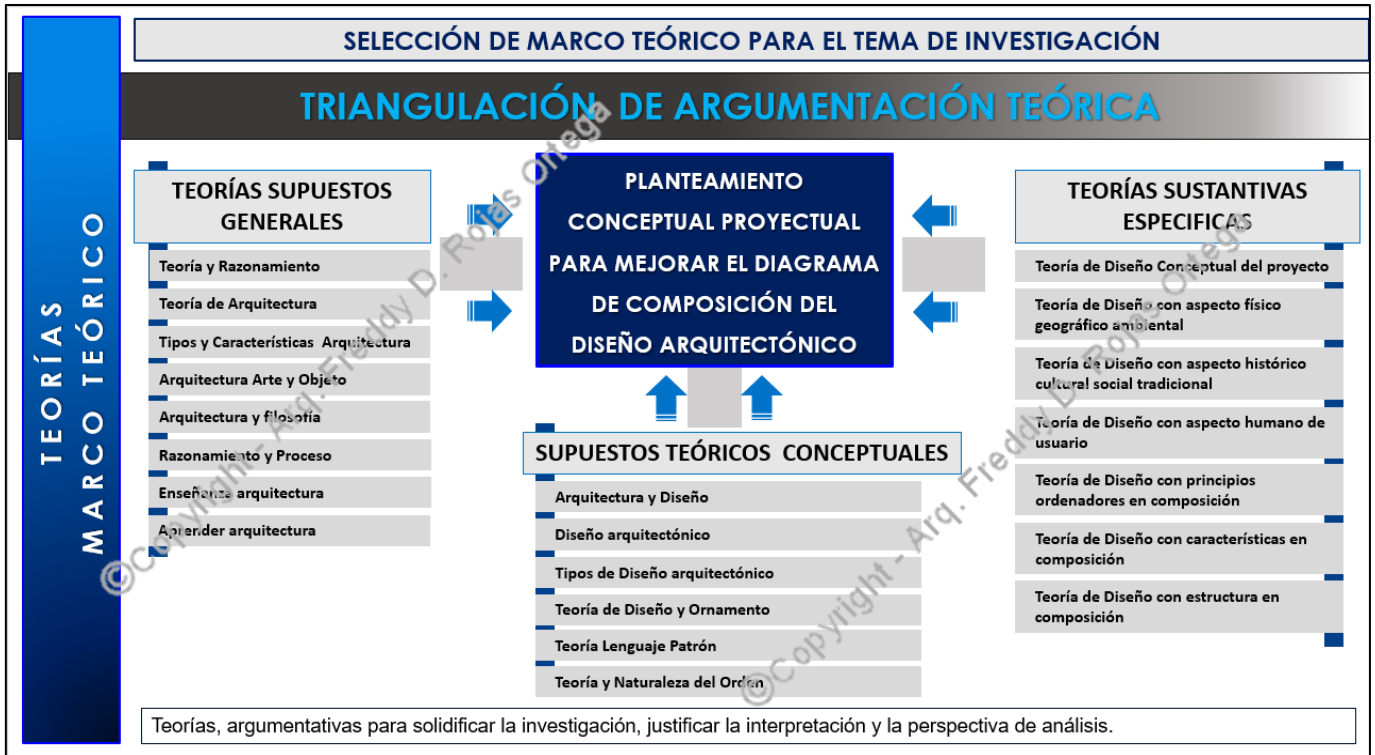 SELECCIÓN DE MARCO TEÓRICO PARA EL TEMA DE INVESTIGACIÓN
TRIANGULACIÓN DE ARGUMENTACIÓN TEÓRICA
TEORÍAS
MARCO TEÓRICO
TEORÍAS SUPUESTOS
GENERALES
Teoría y Razonamiento
Teoría de Arquitectura
Tipos y Características Arquitectura
Arquitectura Arte y Objeto
Arquitectura y filosofía
Razonamiento y Proceso
Enseñanza arquitectura
Aprender arquitectura
PLANTEAMIENTO
CONCEPTUAL PROYECTUAL
PARA MEJORAR EL DIAGRAMA
DE COMPOSICIÓN DEL
DISEÑO ARQUITECTÓNICO
SUPUESTOS TEÓRICOS CONCEPTUALES
Arquitectura y Diseño
Diseño arquitectónico
Tipos de Diseño arquitectónico
Teoría de Diseño y Ornamento
Teoría Lenguaje Patrón
Teoría y Naturaleza del Orden
TEORÍAS SUSTANTIVAS
ESPECIFICAS
Teoría de Diseño Conceptual del proyecto
Teoría de Diseño con aspecto físico
geográfico ambiental
Teoría de Diseño con aspecto histórico
cultural social tradicional
Teoría de Diseño con aspecto humano de
usuario
Teoría de Diseño con principios
ordenadores en composición
Teoría de Diseño con características en
composición
Teoría de Diseño con estructura en
composición
Teorías, argumentativas para solidificar la investigación, justificar la interpretación y la perspectiva de análisis.
©Copyright - Arq. Freddy D. Rojas Ortega
©Copyright - Arq. Freddy D. Rojas Ortega